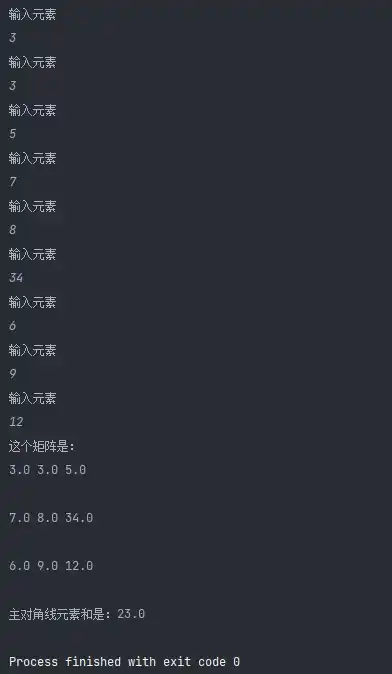 输入元素
3
输入元素
3
输入元素
5
输入元素
7
输入元素
8
输入元素
34
输入元素
6
输入元素
9
输入元素
12
这个矩阵是:
3.0 3.0 5.0
7.0 8.0 34.0
6.0 9.0 12.0
主对角线元素和是: 23.0
Process finished with exit code 0